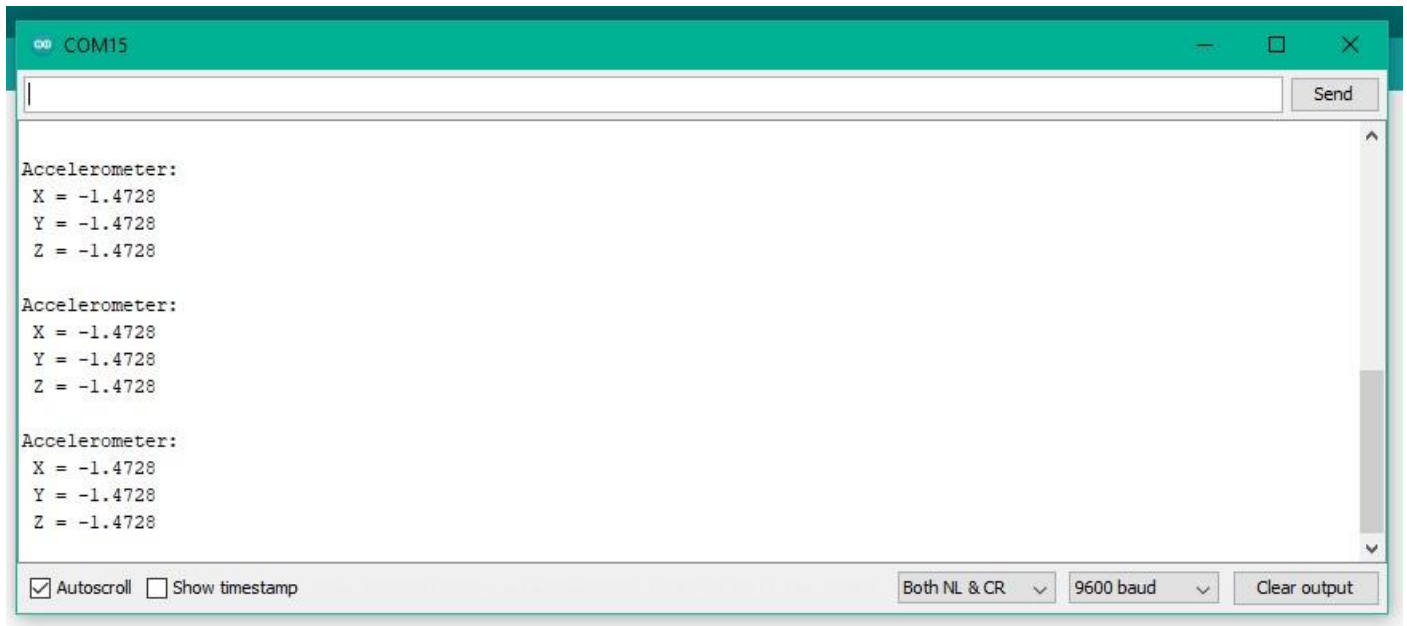 COM15
Send
Accelerometer:
X = -1.4728
Y = -1.4728
Z = -1.4728
Accelerometer:
X = -1.4728
Y = -1.4728
Z = -1.4728
Accelerometer:
X = -1.4728
Y = -1.4728
Z = -1.4728
Autoscroll Show timestamp Both NL & CR 9600 baud Clear output